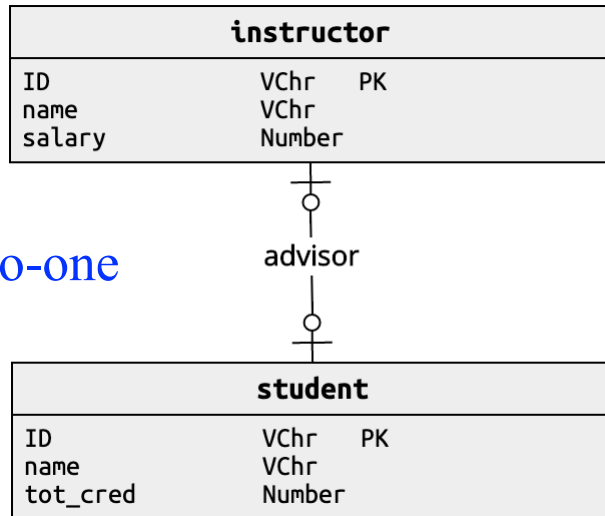 instructor
ID VChr PK
name VChr
salary Number
o-one
advisor
student
ID VChr PK
name VChr
tot_cred Number